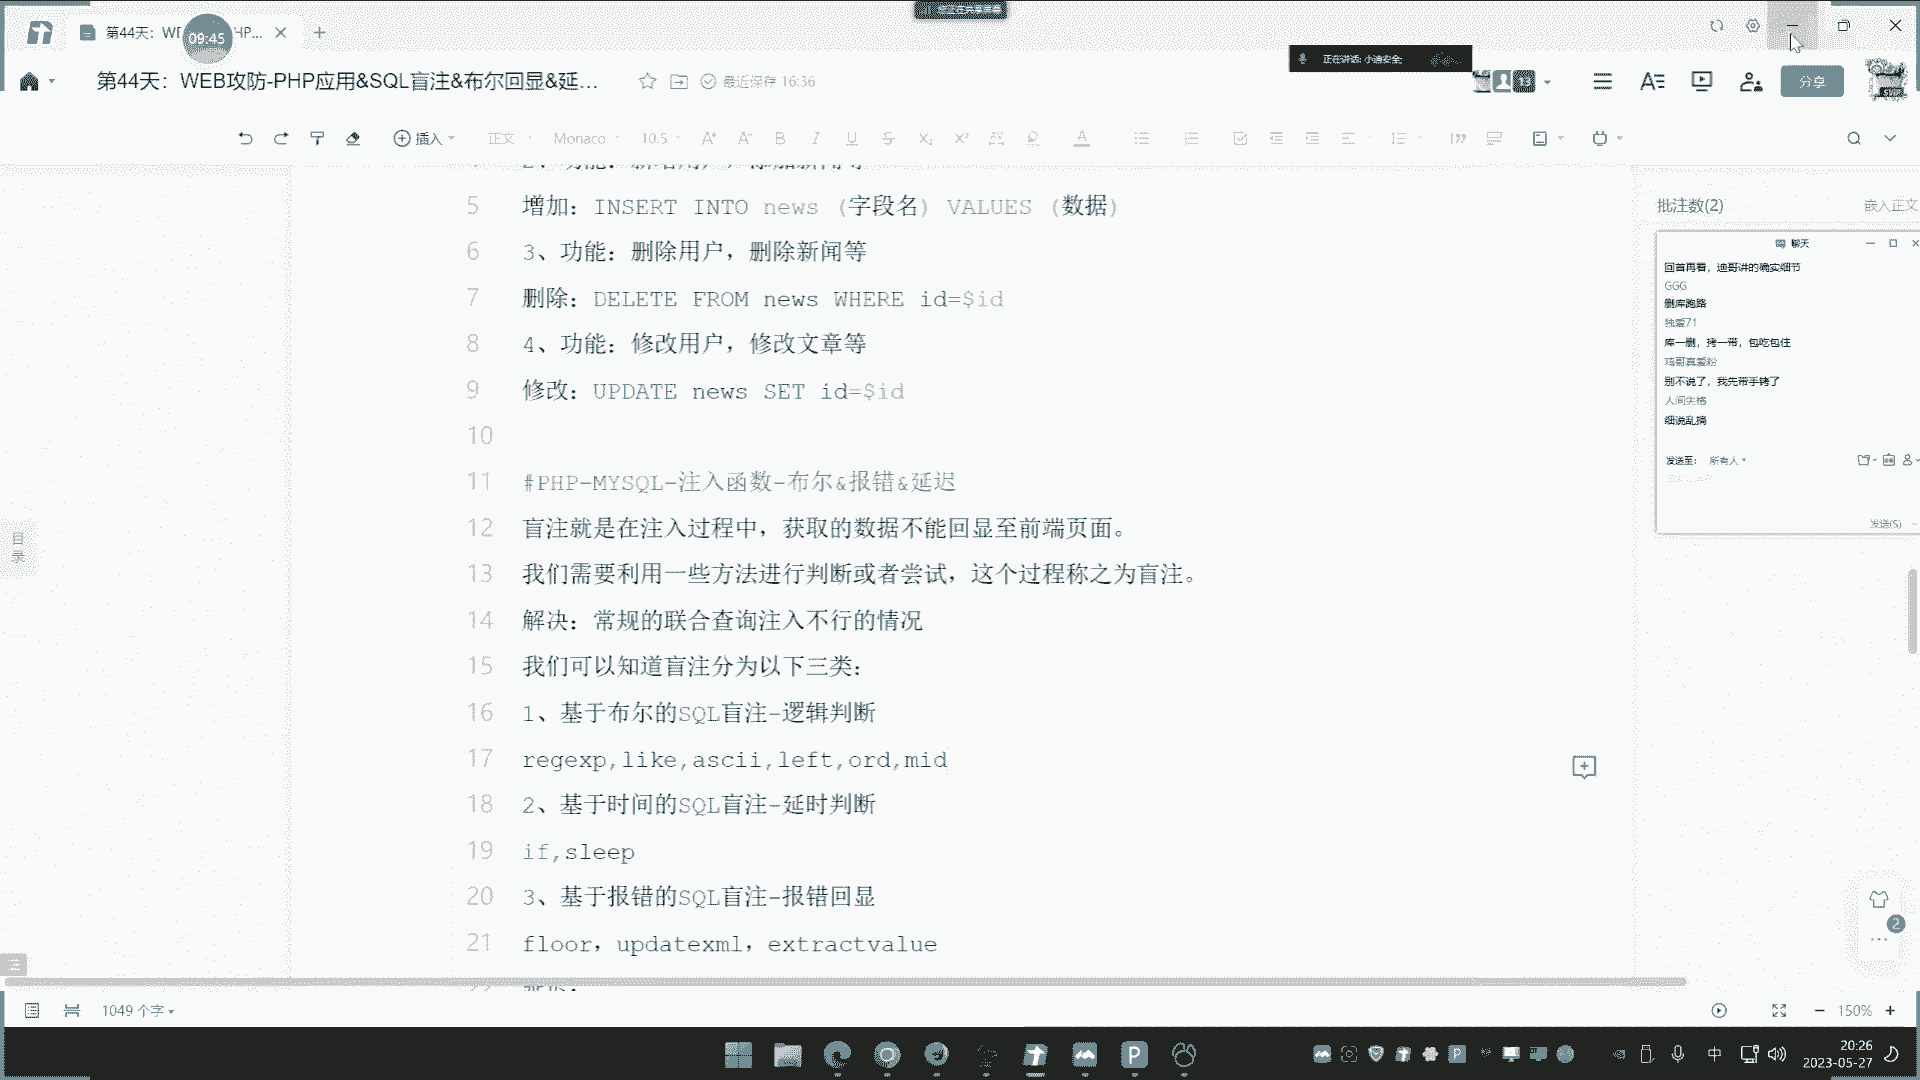 第44天：WE HP...
09:45
正在讲话: 小迪安全;
第44天：WEB攻防-PHP应用&SQL盲注&布尔回显&延...
最近保存 16:36
13
分享
插入
正文
Monaco
10.5
5 增加：INSERT INTO news (字段名) VALUES (数据)
6 3、功能：删除用户，删除新闻等
7 删除：DELETE FROM news WHERE id=$id
8 4、功能：修改用户，修改文章等
9 修改：UPDATE news SET id=$id
10
11 #PHP-MYSQL-注入函数-布尔&报错&延迟
12 盲注就是在注入过程中，获取的数据不能回显至前端页面。
13 我们需要利用一些方法进行判断或者尝试，这个过程称之为盲注。
14 解决：常规的联合查询注入不行的情况
15 我们可以知道盲注分为以下三类：
16 1、基于布尔的SQL盲注-逻辑判断
17 regexp,like,ascii,left,ord,mid
18 2、基于时间的SQL盲注-延时判断
19 if,sleep
20 3、基于报错的SQL盲注-报错回显
21 floor，updatexml，extractvalue
目录
批注数(2)
嵌入正文
聊天
回首再看，迪哥讲的确实细节
GGG
删库跑路
独爱71
库一删，拷一带，包吃包住
鸡哥真爱粉
别不说了，我先带手铐了
人间失格
细说乱搞
发送至：所有人
发送(S)
2
1049 个字
150%
中
20:26
2023-05-27